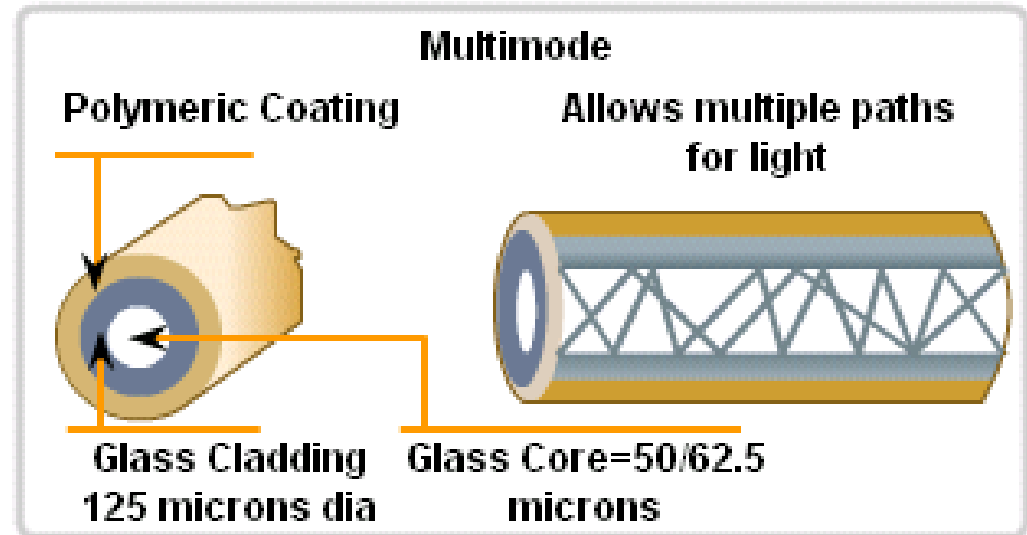 Multimode
Polymeric Coating
Allows multiple paths
for light
Glass Cladding
125 microns dia
Glass Core=50/62.5
microns